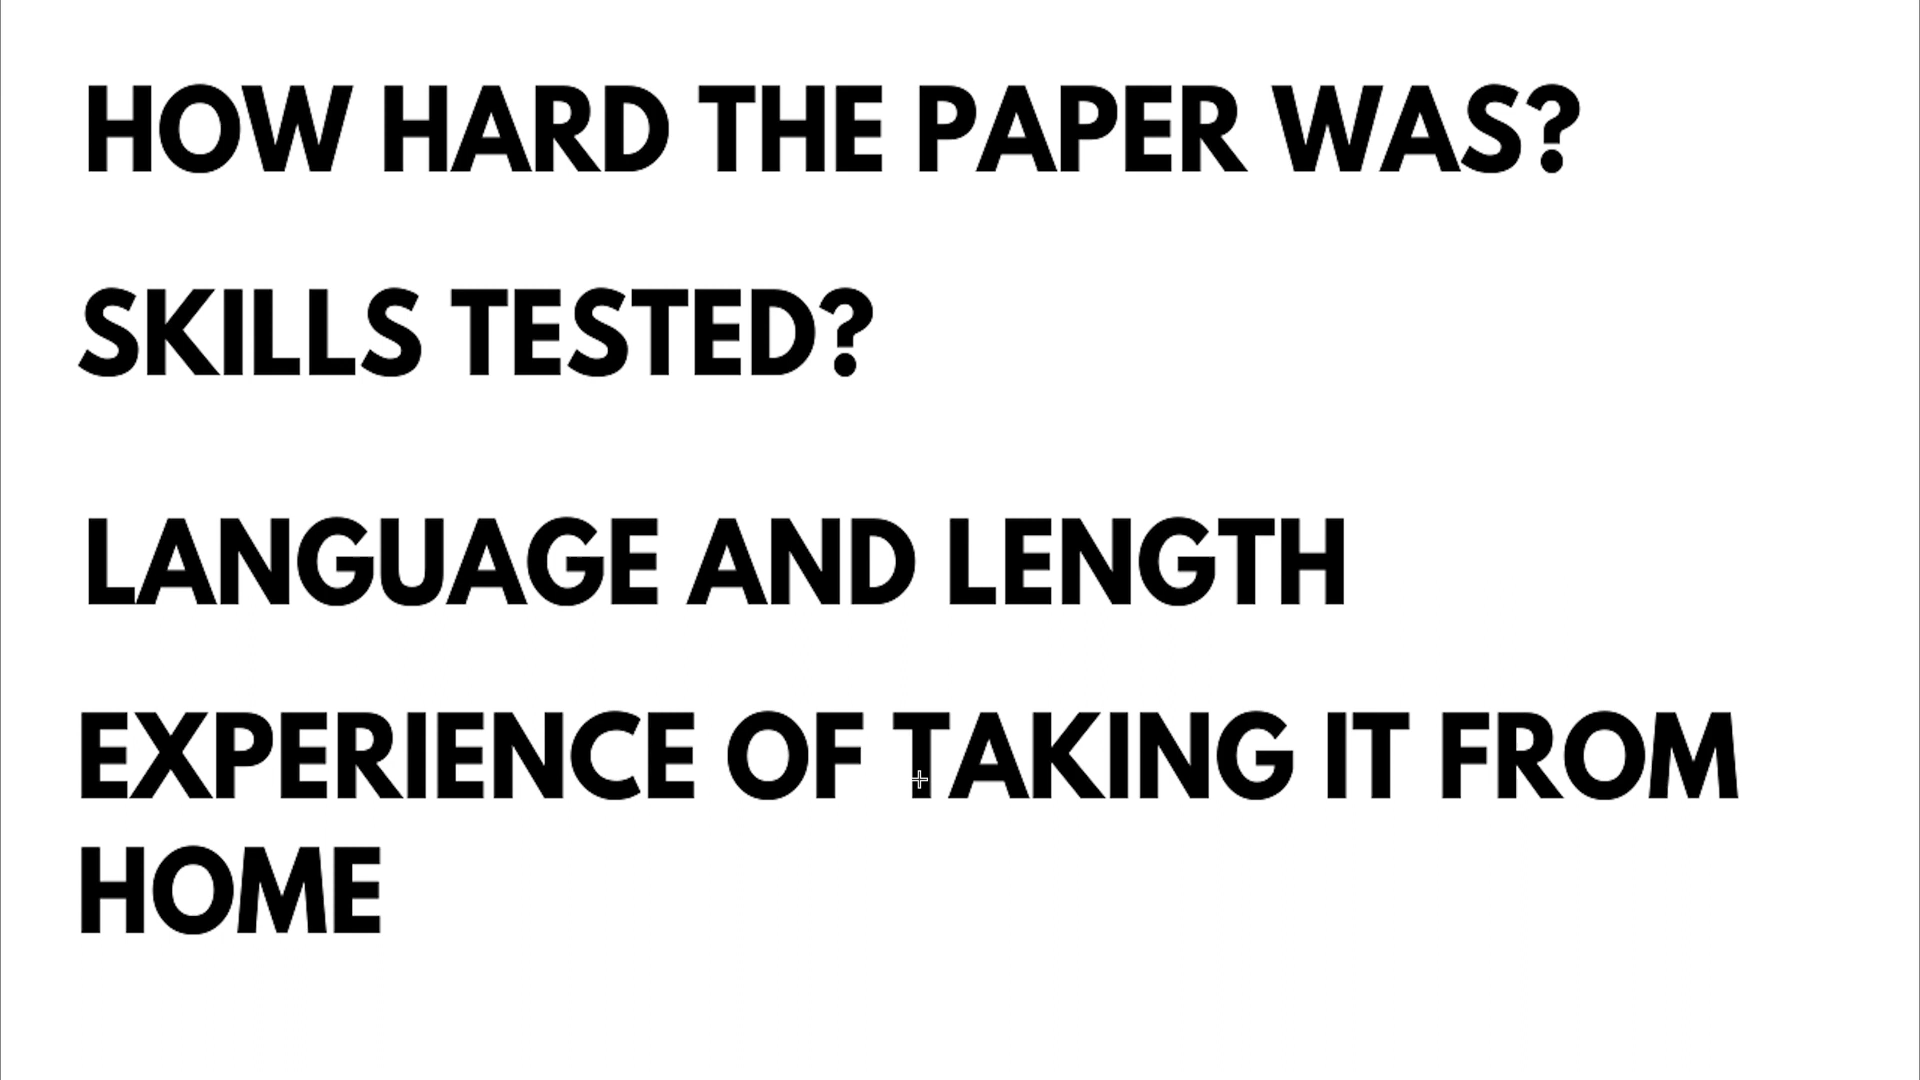 HOW HARD THE PAPER WAS?
SKILLS TESTED?
LANGUAGE AND LENGTH
EXPERIENCE OF TAKING IT FROM
HOME